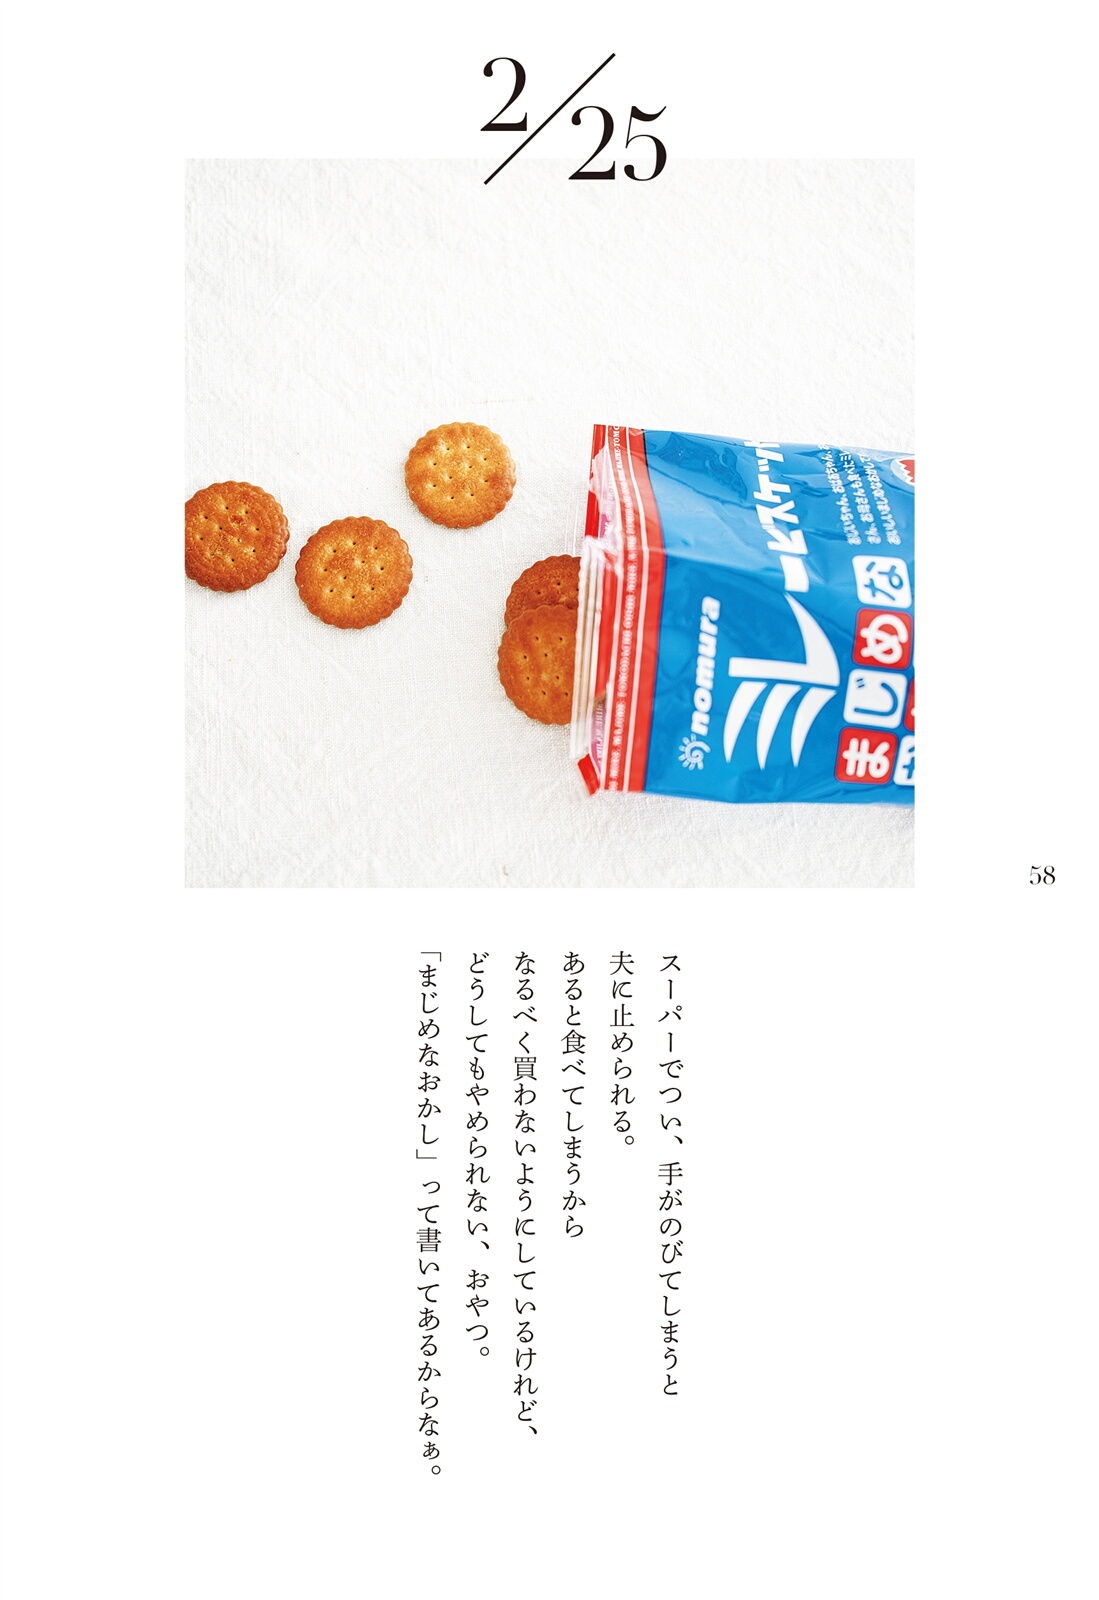 2/25
nomura
ミレービスケット
まじめな
58
スーパーでつい、手がのびてしまうと
夫に止められる。
あると食べてしまうから
なるべく買わないようにしているけれど、
どうしてもやめられない、おやつ。
「まじめなおかし」って書いてあるからなぁ。